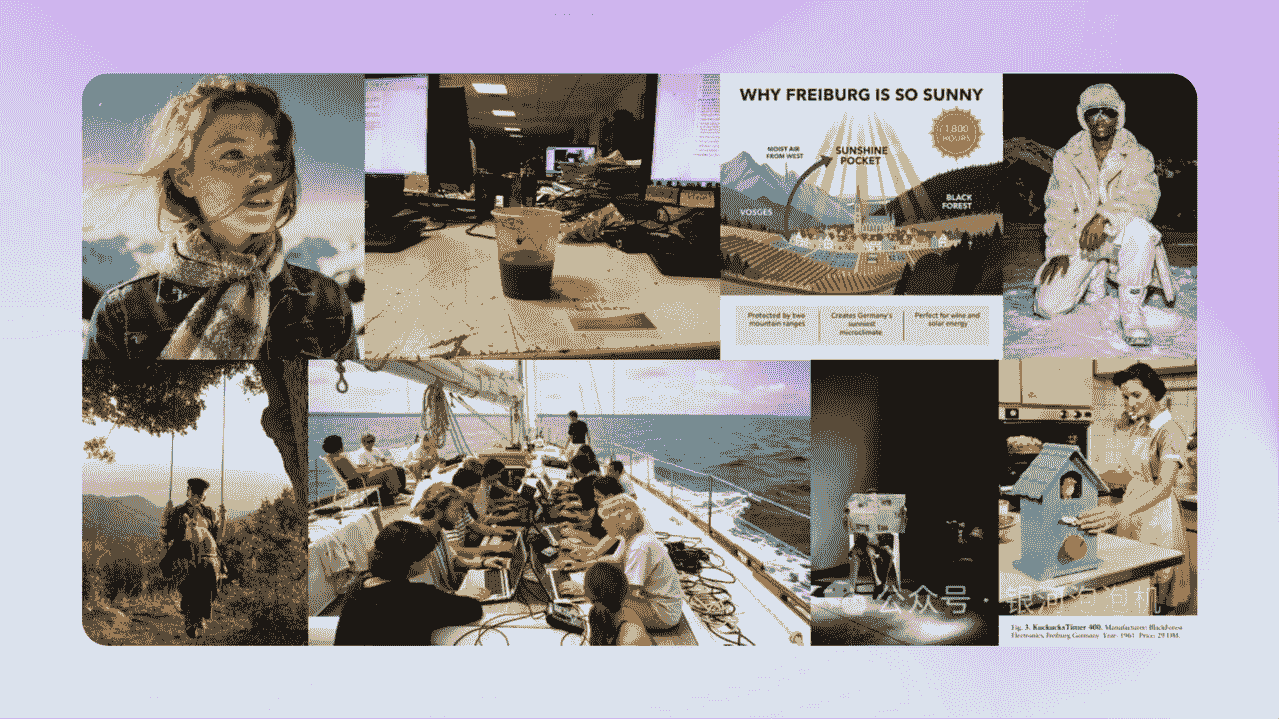 WHY FREIBURG IS SO SUNNY
1,800
HOURS
MOIST AIR
FROM WEST
SUNSHINE
POCKET
VOSGES
BLACK
FOREST
Protected by two
mountain ranges
Creates Germany's
sunniest
microclimate
Perfect for wine and
solar energy
公众号 · 银河泡泡机
Fig. 3. KuckucksTimer 400. Manufacturer: Blackforest
Electronics, Freiburg Germany. Year: 1961. Price: 29 DM.